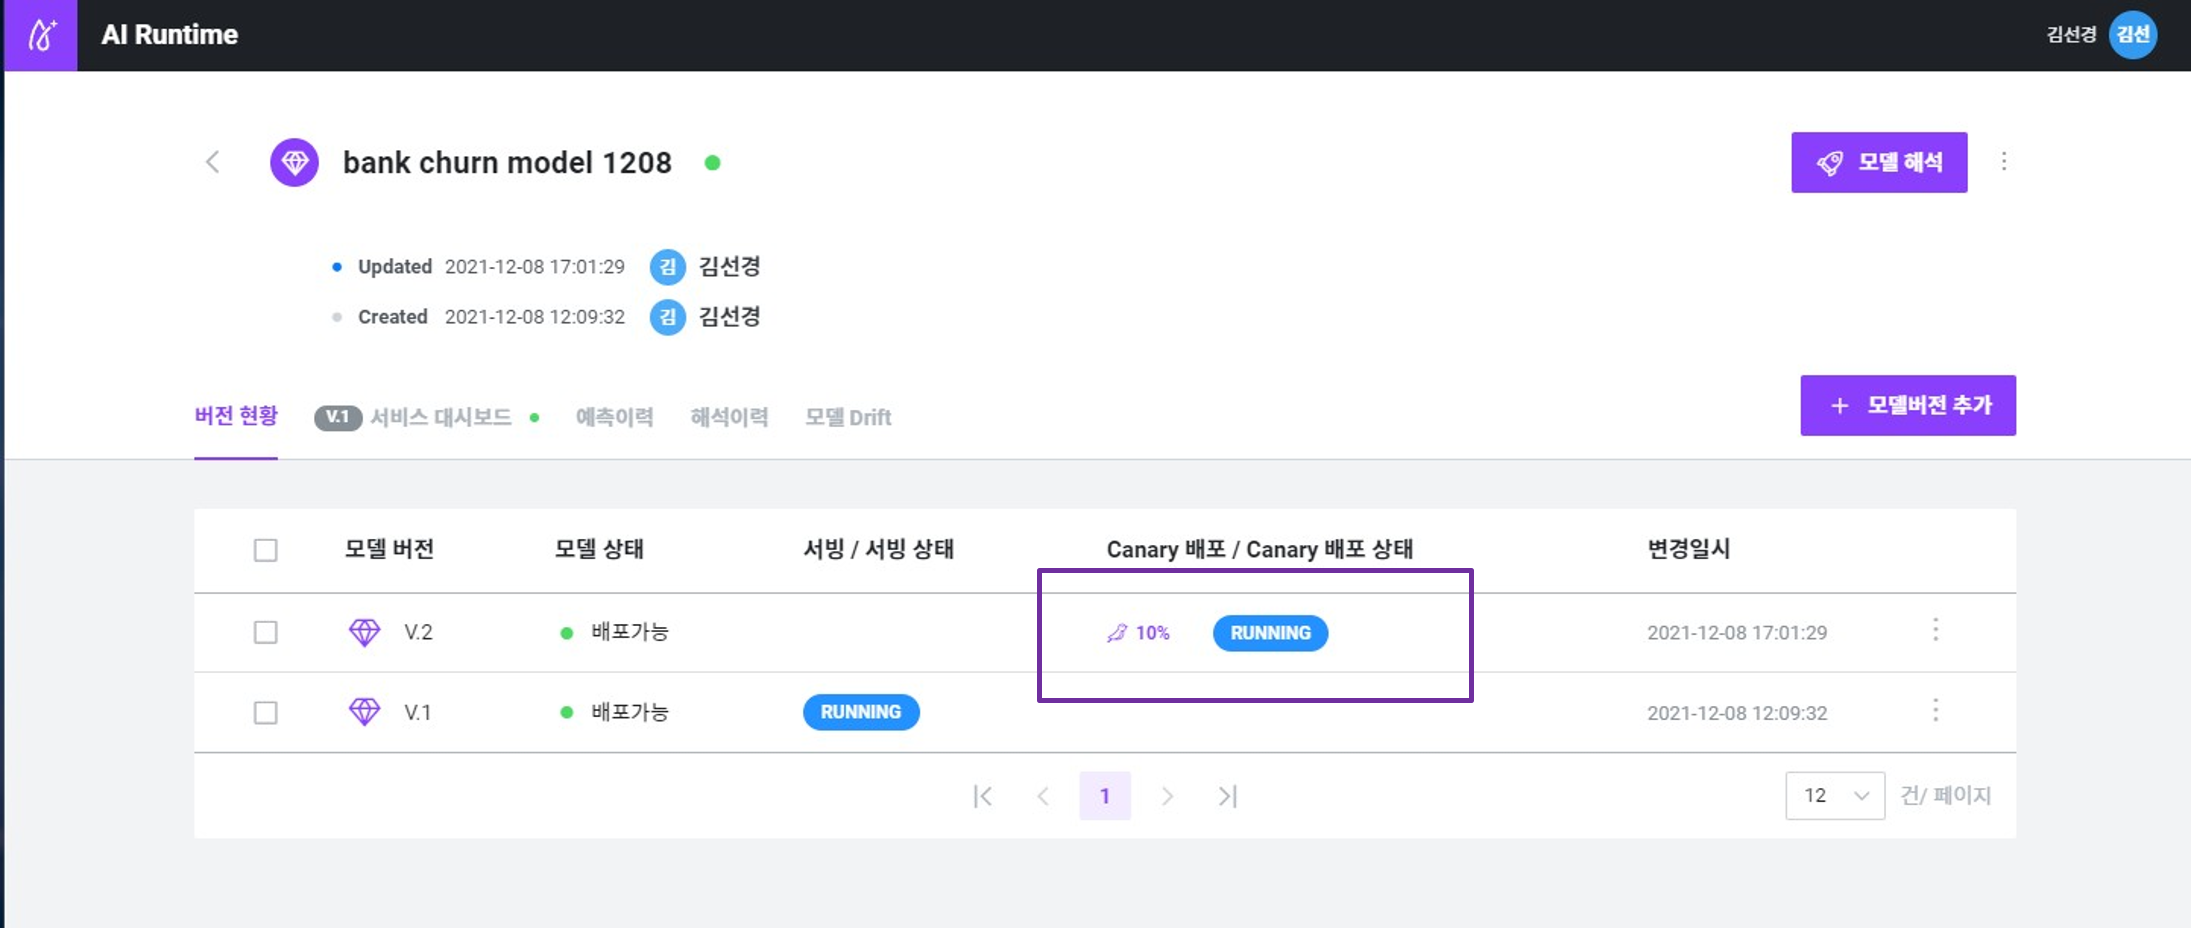 AI Runtime 김선경 김선
bank churn model 1208 모델 해석
Updated 2021-12-08 17:01:29 김 김선경
Created 2021-12-08 12:09:32 김 김선경
버전 현황 V.1 서비스 대시보드 예측이력 해석이력 모델 Drift + 모델버전 추가
모델 버전 모델 상태 서빙 / 서빙 상태 Canary 배포 / Canary 배포 상태 변경일시
V.2 배포가능 10% RUNNING 2021-12-08 17:01:29
V.1 배포가능 RUNNING 2021-12-08 12:09:32
1 12 건/ 페이지